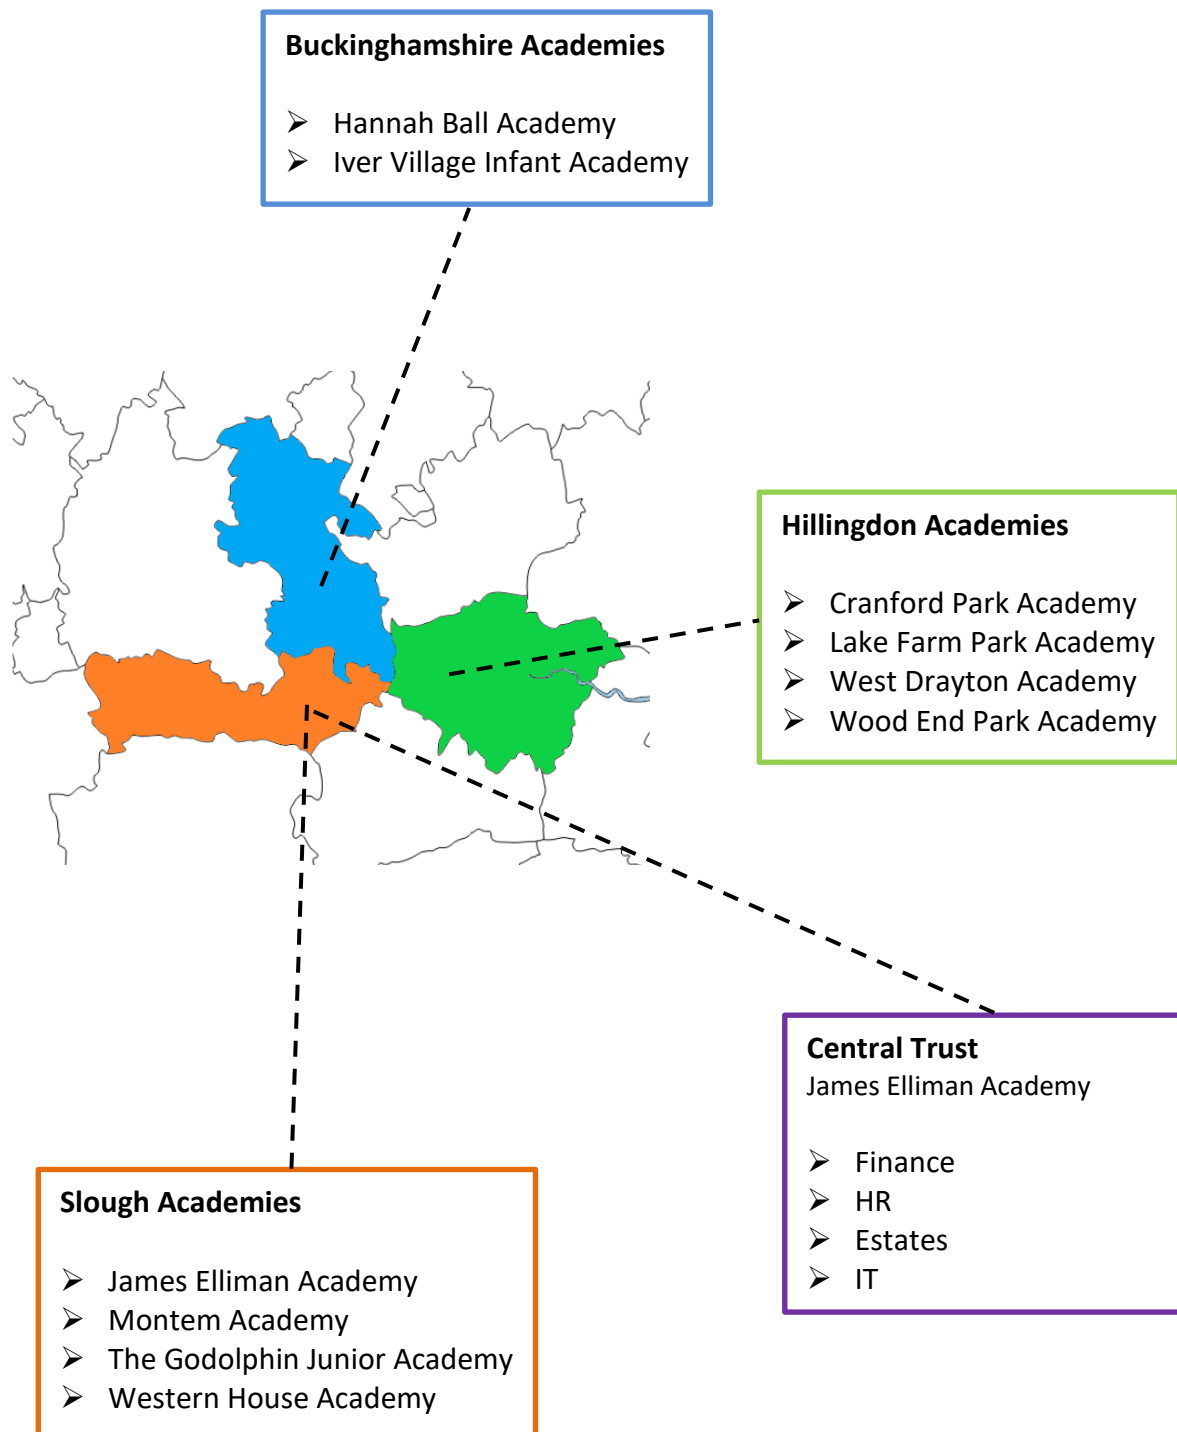 Buckinghamshire Academies
➢ Hannah Ball Academy
➢ Iver Village Infant Academy
Hillingdon Academies
➢ Cranford Park Academy
➢ Lake Farm Park Academy
➢ West Drayton Academy
➢ Wood End Park Academy
Central Trust
James Elliman Academy
➢ Finance
➢ HR
➢ Estates
➢ IT
Slough Academies
➢ James Elliman Academy
➢ Montem Academy
➢ The Godolphin Junior Academy
➢ Western House Academy